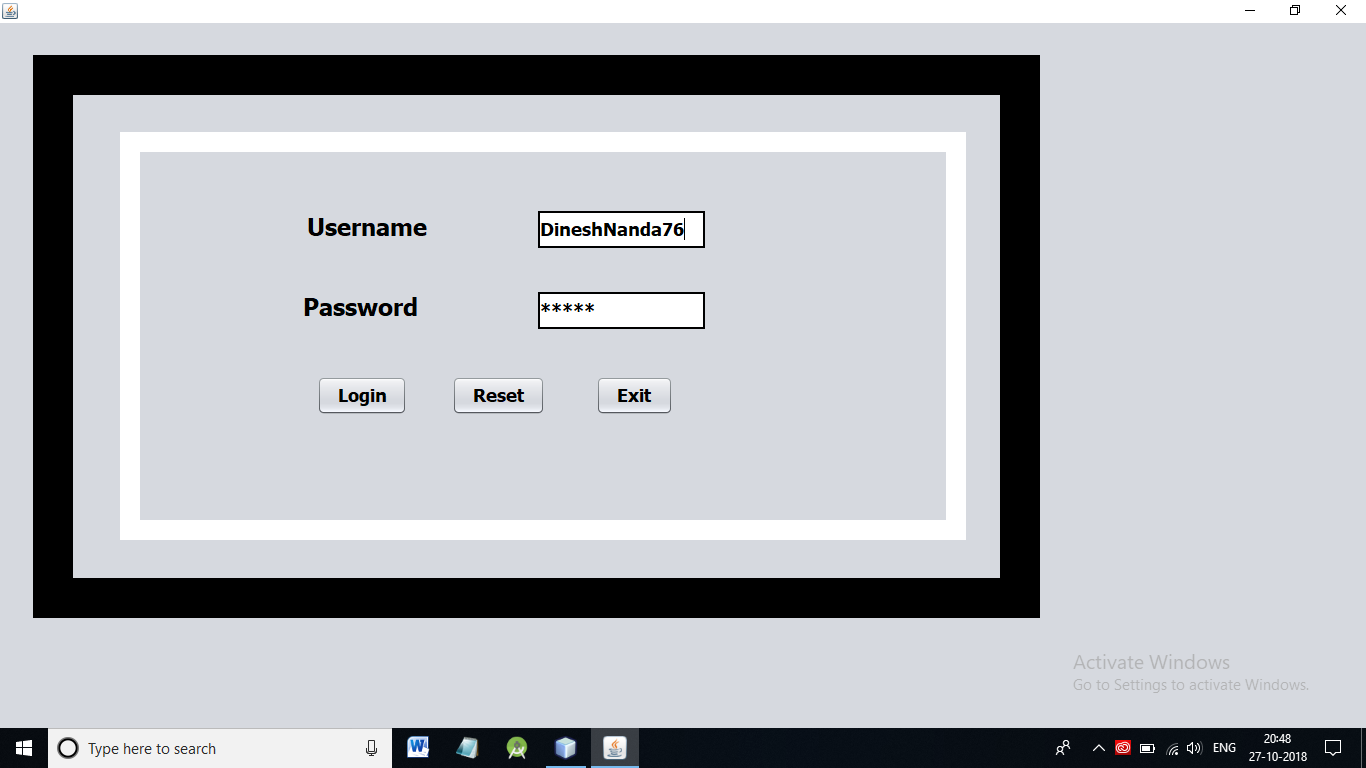 Username
DineshNanda76
Password
*****
Login
Reset
Exit
Activate Windows
Go to Settings to activate Windows.
Type here to search
ENG
20:48
27-10-2018